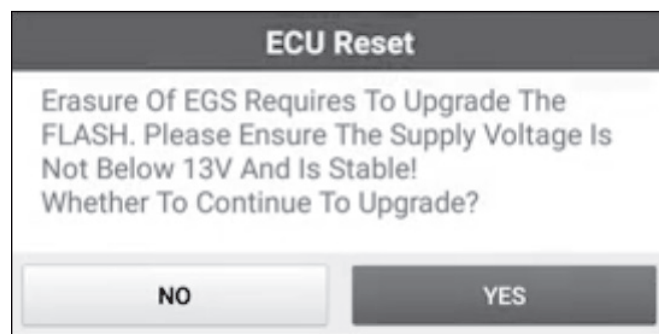 ECU Reset
Erasure Of EGS Requires To Upgrade The
FLASH. Please Ensure The Supply Voltage Is
Not Below 13V And Is Stable!
Whether To Continue To Upgrade?
NO
YES